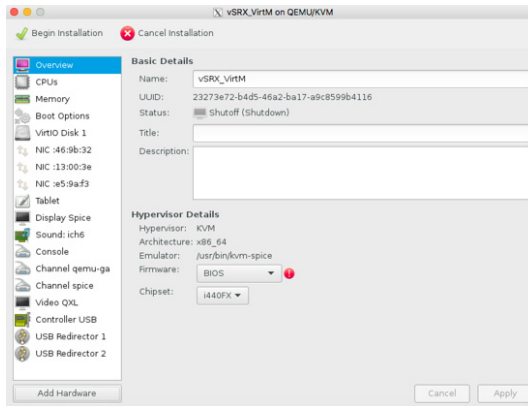 vSRX_VirtM on QEMU/KVM
Begin Installation
Cancel Installation
Overview
CPUs
Memory
Boot Options
VirtIO Disk 1
NIC :46:9b:32
NIC :13:00:3e
NIC :e5:9a:f3
Tablet
Display Spice
Sound: ich6
Console
Channel qemu-ga
Channel spice
Video QXL
Controller USB
USB Redirector 1
USB Redirector 2
Add Hardware
Basic Details
Name: vSRX_VirtM
UUID: 23273e72-b4d5-46a2-ba17-a9c8599b4116
Status: Shutoff (Shutdown)
Title:
Description:
Hypervisor Details
Hypervisor: KVM
Architecture: x86_64
Emulator: /usr/bin/kvm-spice
Firmware: BIOS
Chipset: i440FX
Cancel
Apply